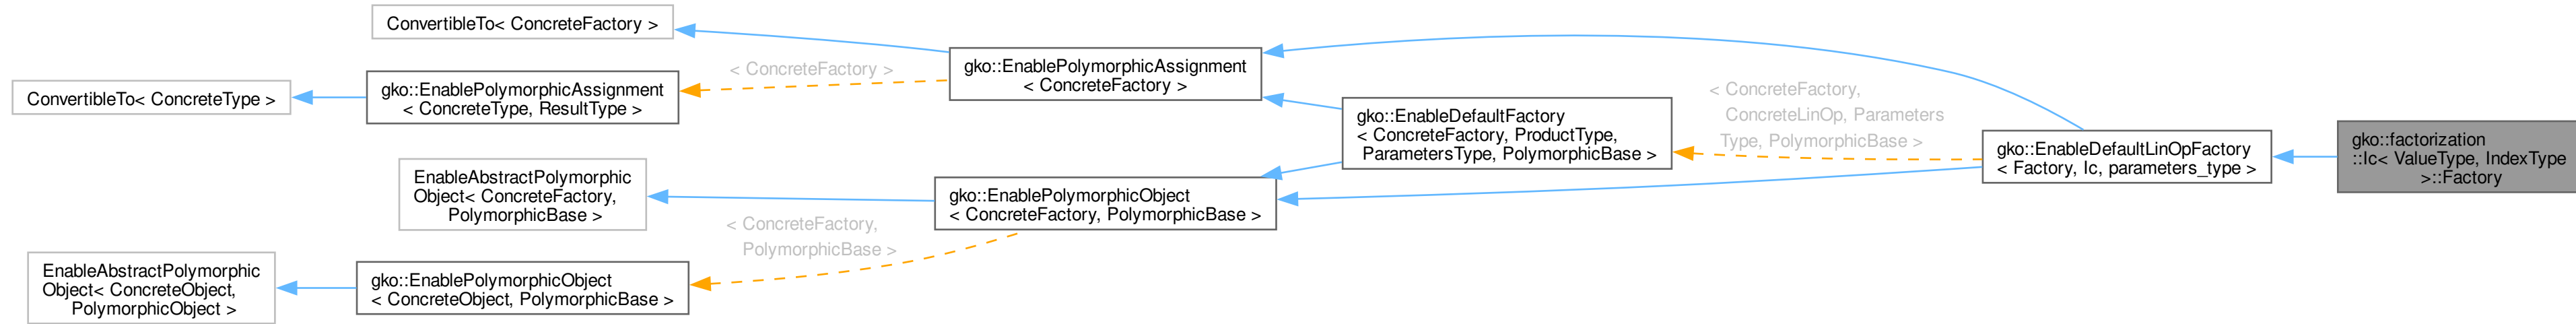 ConvertibleTo< ConcreteFactory >
ConvertibleTo< ConcreteType >
gko::EnablePolymorphicAssignment
< ConcreteType, ResultType >
< ConcreteFactory >
gko::EnablePolymorphicAssignment
< ConcreteFactory >
EnableAbstractPolymorphic
Object< ConcreteFactory,
PolymorphicBase >
EnableAbstractPolymorphic
Object< ConcreteObject,
PolymorphicObject >
gko::EnablePolymorphicObject
< ConcreteObject, PolymorphicBase >
< ConcreteFactory,
PolymorphicBase >
gko::EnablePolymorphicObject
< ConcreteFactory, PolymorphicBase >
gko::EnableDefaultFactory
< ConcreteFactory, ProductType,
ParametersType, PolymorphicBase >
< ConcreteFactory,
ConcreteLinOp, Parameters
Type, PolymorphicBase >
gko::EnableDefaultLinOpFactory
< Factory, Ic, parameters_type >
gko::factorization
::Ic< ValueType, IndexType
>::Factory